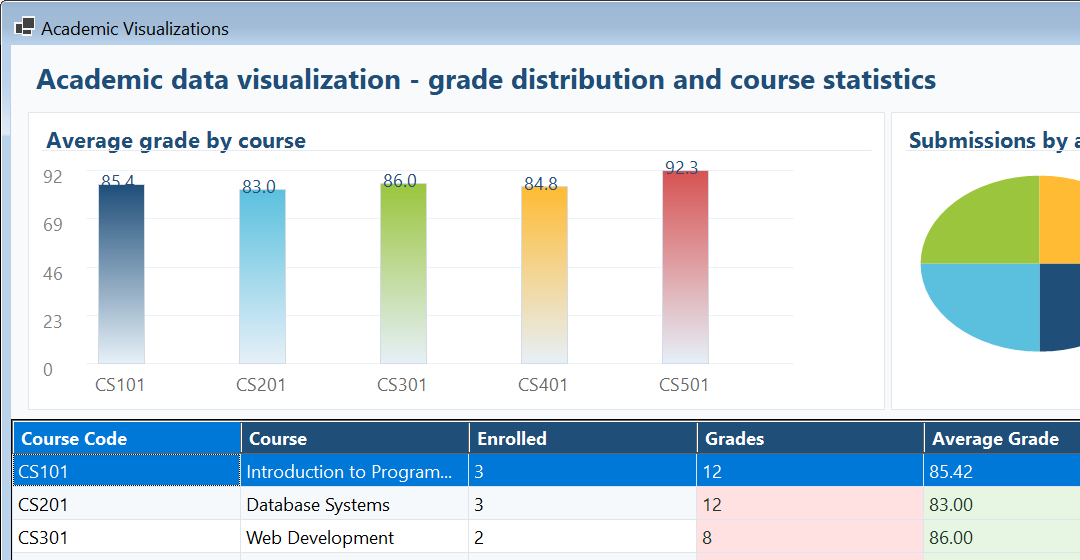 Academic Visualizations
Academic data visualization - grade distribution and course statistics
Average grade by course
92
69
46
23
0
85.4
83.0
86.0
84.8
92.3
CS101
CS201
CS301
CS401
CS501
Submissions by a
Course Code Course Enrolled Grades Average Grade
CS101 Introduction to Program... 3 12 85.42
CS201 Database Systems 3 12 83.00
CS301 Web Development 2 8 86.00